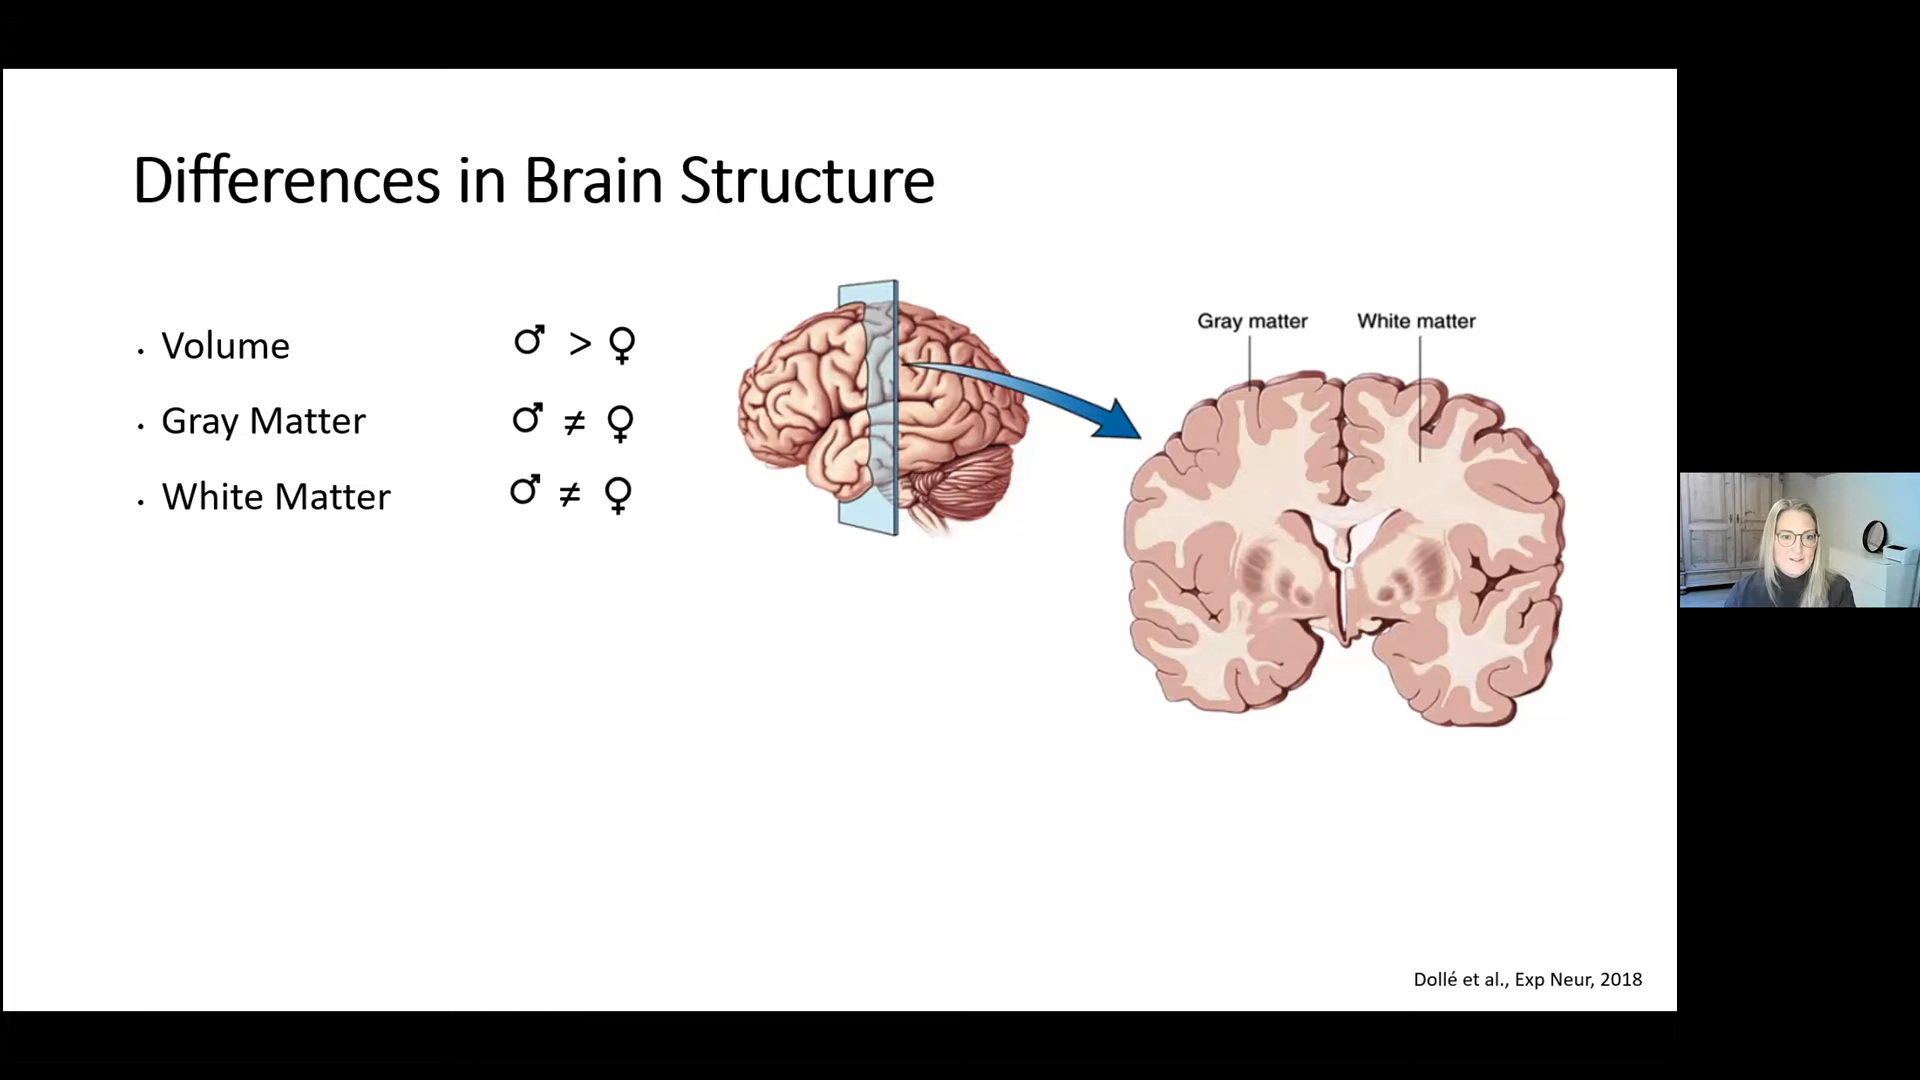 Differences in Brain Structure
• Volume ♂ > ♀
• Gray Matter ♂ ≠ ♀
• White Matter ♂ ≠ ♀
Gray matter White matter
Dollé et al., Exp Neur, 2018